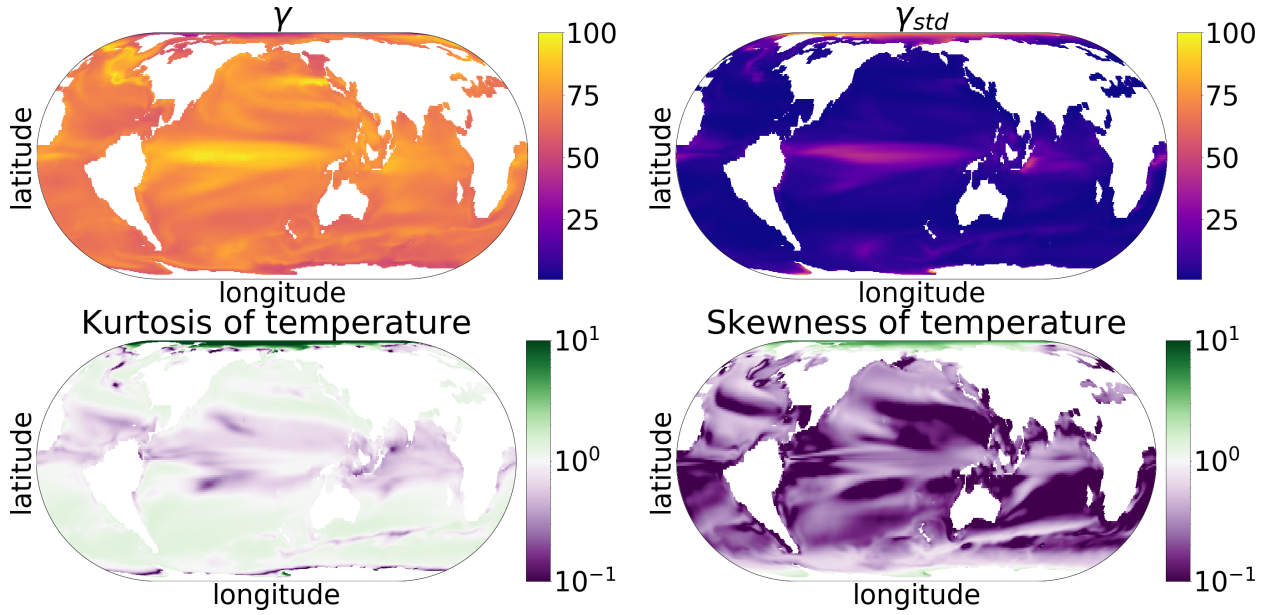 γ
γstd
latitude
100
75
50
25
longitude
latitude
100
75
50
25
longitude
Kurtosis of temperature
Skewness of temperature
latitude
10¹
10⁰
10⁻¹
longitude
latitude
10¹
10⁰
10⁻¹
longitude